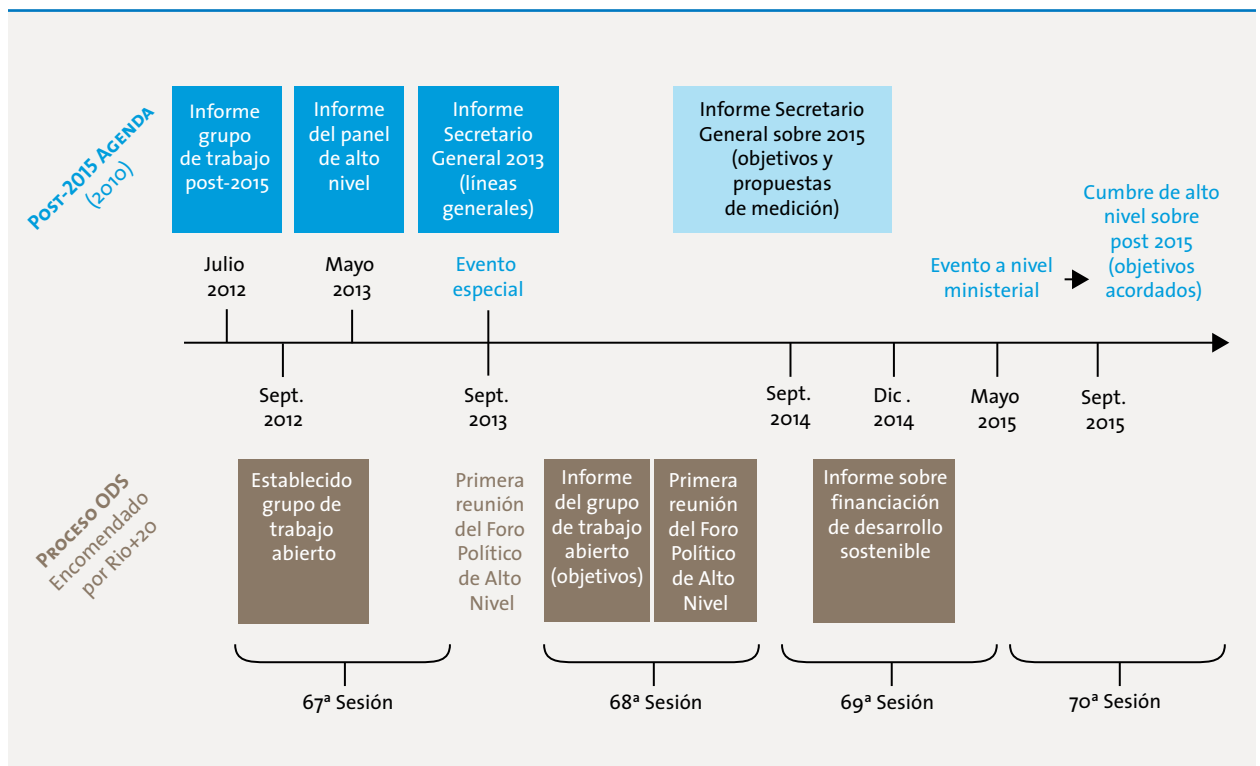 Post-2015 Agenda
(2010)
Informe
grupo
de trabajo
post-2015
Informe
del panel
de alto
nivel
Informe
Secretario
General 2013
(líneas
generales)
Informe Secretario
General sobre 2015
(objetivos y
propuestas
de medición)
Cumbre de alto
nivel sobre
post 2015
(objetivos
acordados)
Julio
2012
Mayo
2013
Evento
especial
Evento a nivel
ministerial
Sept.
2012
Sept.
2013
Sept.
2014
Dic .
2014
Mayo
2015
Sept.
2015
Proceso ODS
Encomendado
por Rio+20
Establecido
grupo de
trabajo
abierto
Primera
reunión
del Foro
Político
de Alto
Nivel
Informe
del grupo
de trabajo
abierto
(objetivos)
Primera
reunión
del Foro
Político
de Alto
Nivel
Informe sobre
financiación
de desarrollo
sostenible
67ª Sesión
68ª Sesión
69ª Sesión
70ª Sesión